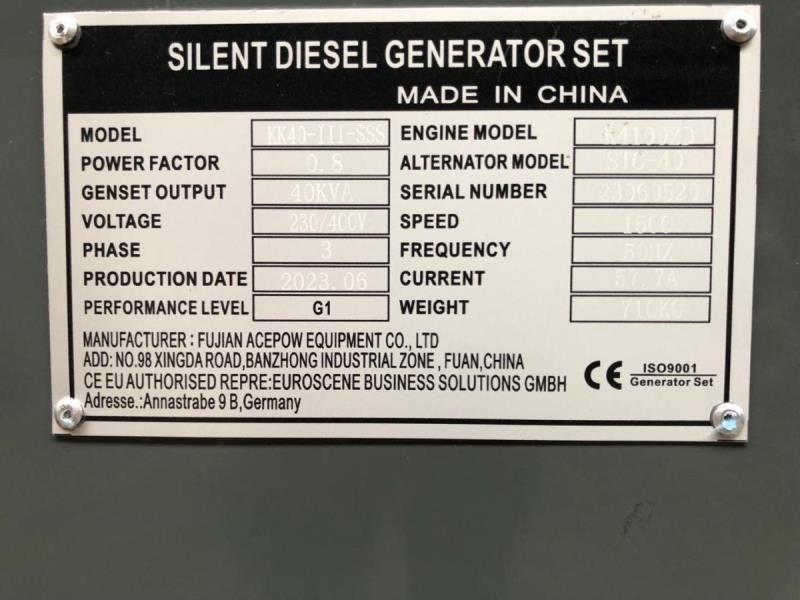 SILENT DIESEL GENERATOR SET
MADE IN CHINA
MODEL KK40-III-SSS ENGINE MODEL K4100ZD
POWER FACTOR 0.8 ALTERNATOR MODEL STC-40
GENSET OUTPUT 40KVA SERIAL NUMBER 23060520
VOLTAGE 230/400V SPEED 1500
PHASE 3 FREQUENCY 50HZ
PRODUCTION DATE 2023.06 CURRENT 57.7A
PERFORMANCE LEVEL G1 WEIGHT 710KG
MANUFACTURER : FUJIAN ACEPOW EQUIPMENT CO., LTD
ADD: NO.98 XINGDA ROAD,BANZHONG INDUSTRIAL ZONE , FUAN,CHINA
CE EU AUTHORISED REPRE:EUROSCENE BUSINESS SOLUTIONS GMBH
Adresse.:Annastrabe 9 B,Germany
CE ISO9001
Generator Set